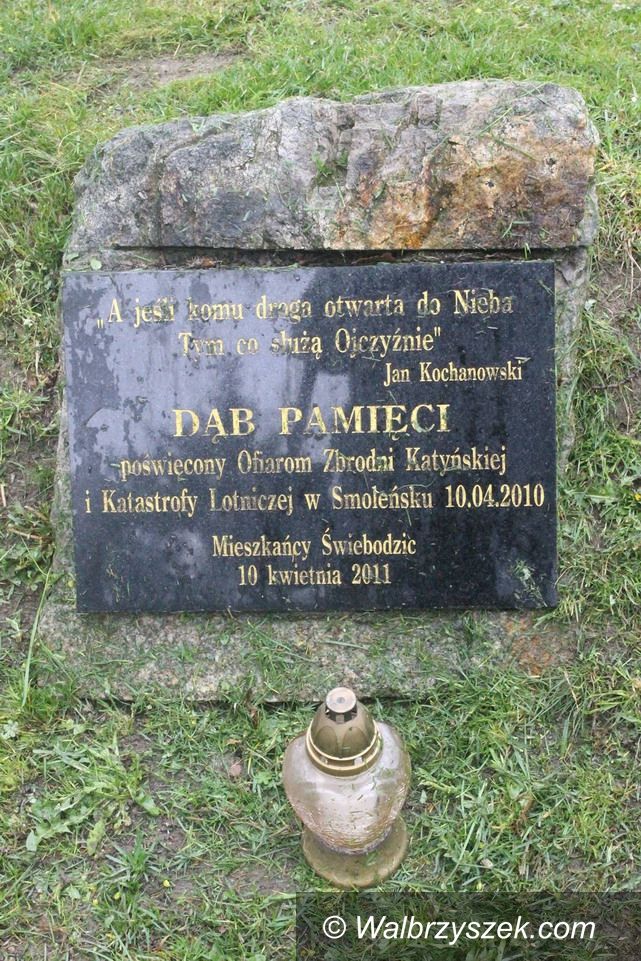 „A jeśli komu droga otwarta do Nieba
Tym co służą Ojczyźnie"
Jan Kochanowski
DĄB PAMIĘCI
poświęcony Ofiarom Zbrodni Katyńskiej
i Katastrofy Lotniczej w Smoleńsku 10.04.2010
Mieszkańcy Świebodzic
10 kwietnia 2011
© Walbrzyszek.com